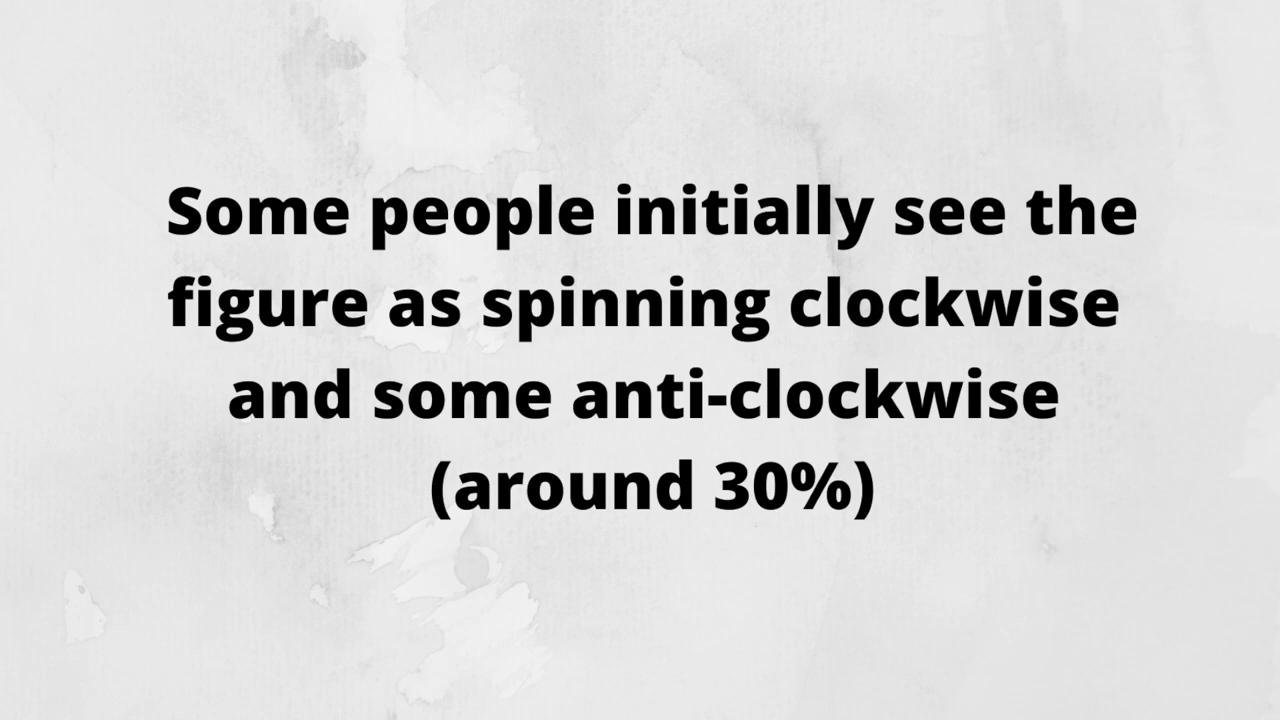 Some people initially see the
figure as spinning clockwise
and some anti-clockwise
(around 30%)